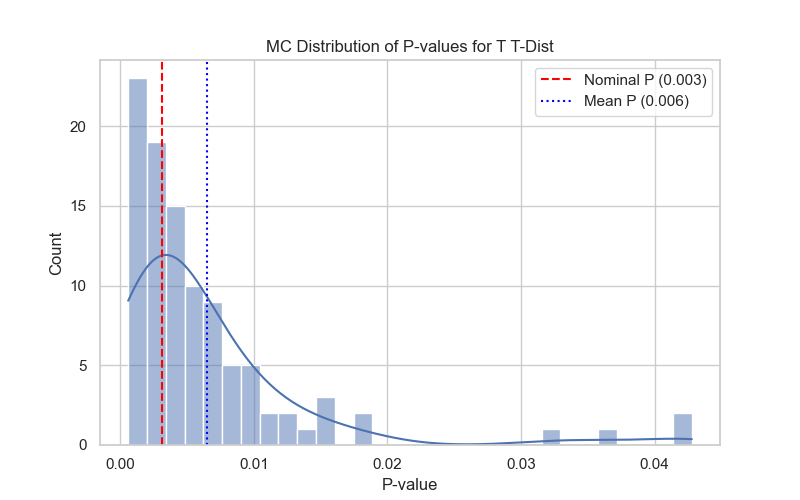 MC Distribution of P-values for T T-Dist
Nominal P (0.003)
Mean P (0.006)
Count
20
15
10
5
0
0.00 0.01 0.02 0.03 0.04
P-value